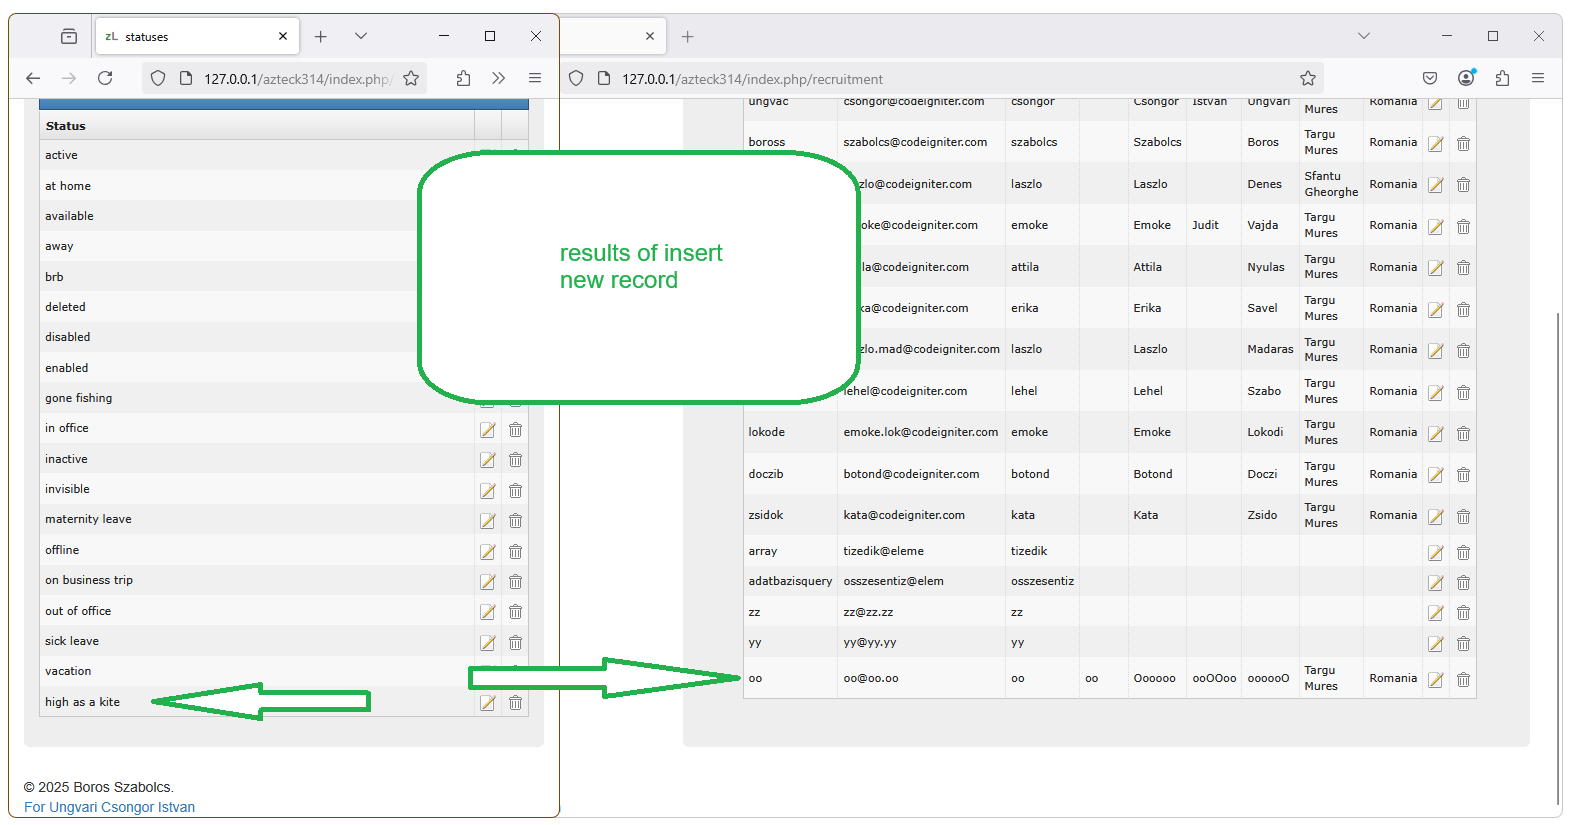 zL statuses
127.0.0.1/azteck314/index.php/
127.0.0.1/azteck314/index.php/recruitment
Status
active
at home
available
away
brb
deleted
disabled
enabled
gone fishing
in office
inactive
invisible
maternity leave
offline
on business trip
out of office
sick leave
vacation
high as a kite
© 2025 Boros Szabolcs.
For Ungvari Csongor Istvan
results of insert
new record
ungvac csongor@codeigniter.com csongor Csongor Istvan Ungvari Mures Romania
boross szabolcs@codeigniter.com szabolcs Szabolcs Boros Targu Mures Romania
zlo@codeigniter.com laszlo Laszlo Denes Sfantu Gheorghe Romania
oke@codeigniter.com emoke Emoke Judit Vajda Targu Mures Romania
la@codeigniter.com attila Attila Nyulas Targu Mures Romania
ka@codeigniter.com erika Erika Savel Targu Mures Romania
zlo.mad@codeigniter.com laszlo Laszlo Madaras Targu Mures Romania
lehel@codeigniter.com lehel Lehel Szabo Targu Mures Romania
lokode emoke.lok@codeigniter.com emoke Emoke Lokodi Targu Mures Romania
doczib botond@codeigniter.com botond Botond Doczi Targu Mures Romania
zsidok kata@codeigniter.com kata Kata Zsido Targu Mures Romania
array tizedik@eleme tizedik
adatbazisquery osszesentiz@elem osszesentiz
zz zz@zz.zz zz
yy yy@yy.yy yy
oo oo@oo.oo oo oo Oooooo ooOOoo oooooO Targu Mures Romania